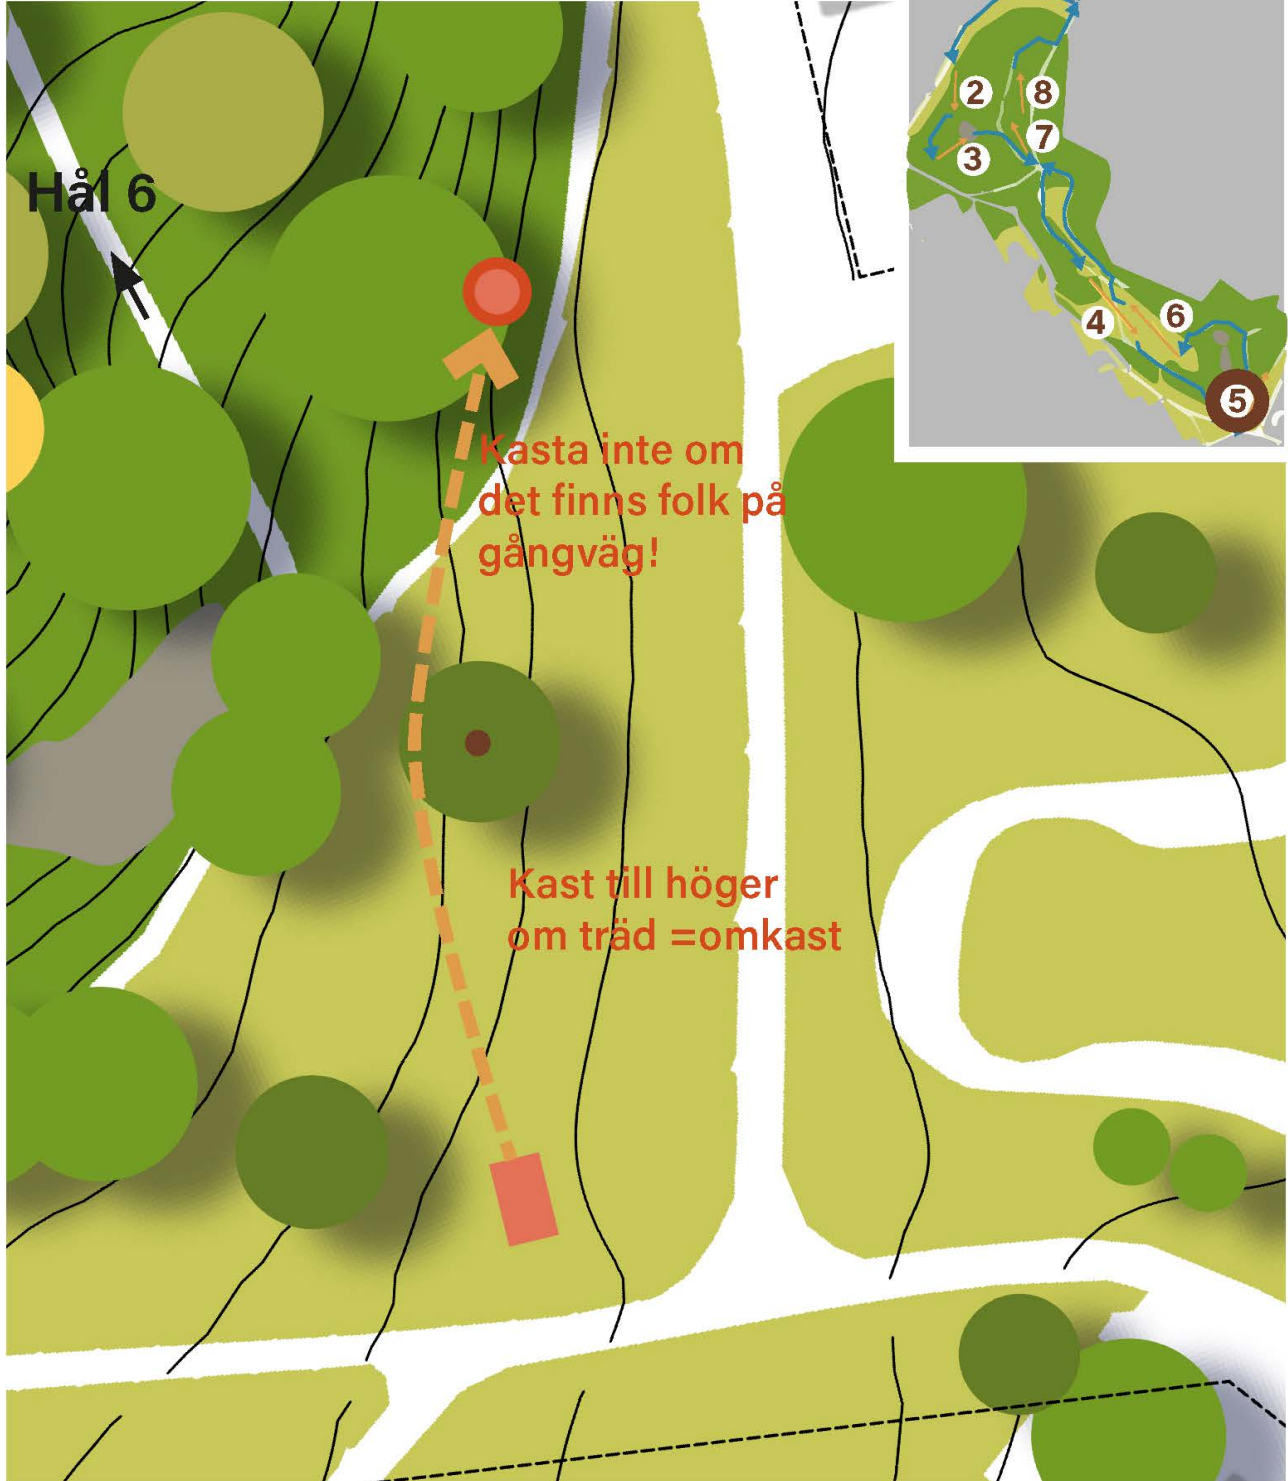 Hål 6
Kasta inte om
det finns folk på
gångväg!
Kast till höger
om träd =omkast
2
8
7
3
4
6
5